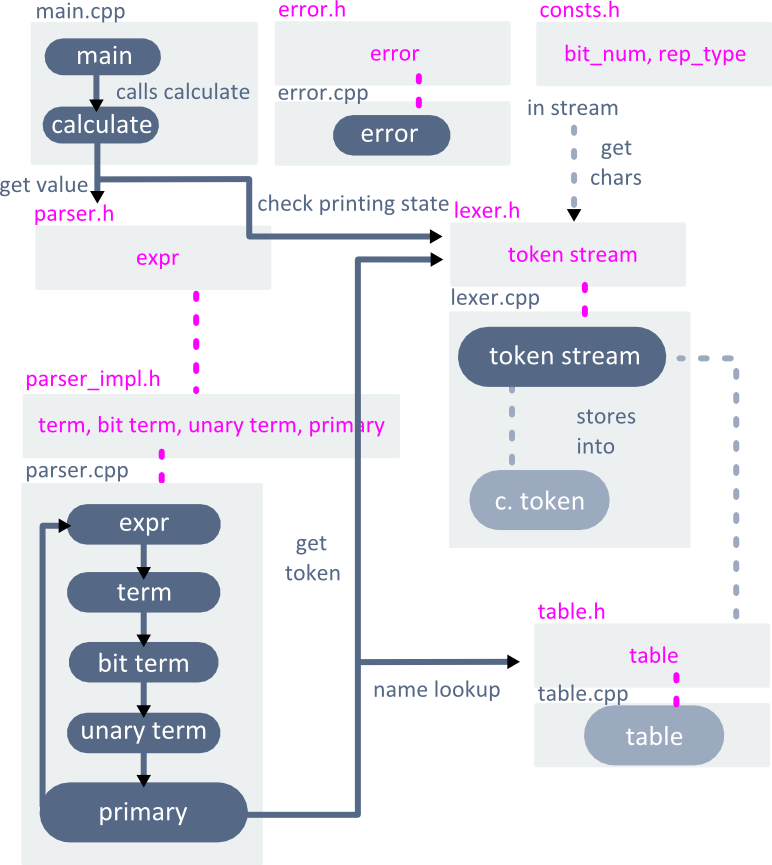 main.cpp
main
calls calculate
calculate
error.h
error
error.cpp
error
consts.h
bit_num, rep_type
in stream
get
chars
get value
check printing state
parser.h
expr
lexer.h
token stream
lexer.cpp
token stream
stores
into
c. token
parser_impl.h
term, bit term, unary term, primary
parser.cpp
expr
term
bit term
unary term
primary
get
token
name lookup
table.h
table
table.cpp
table